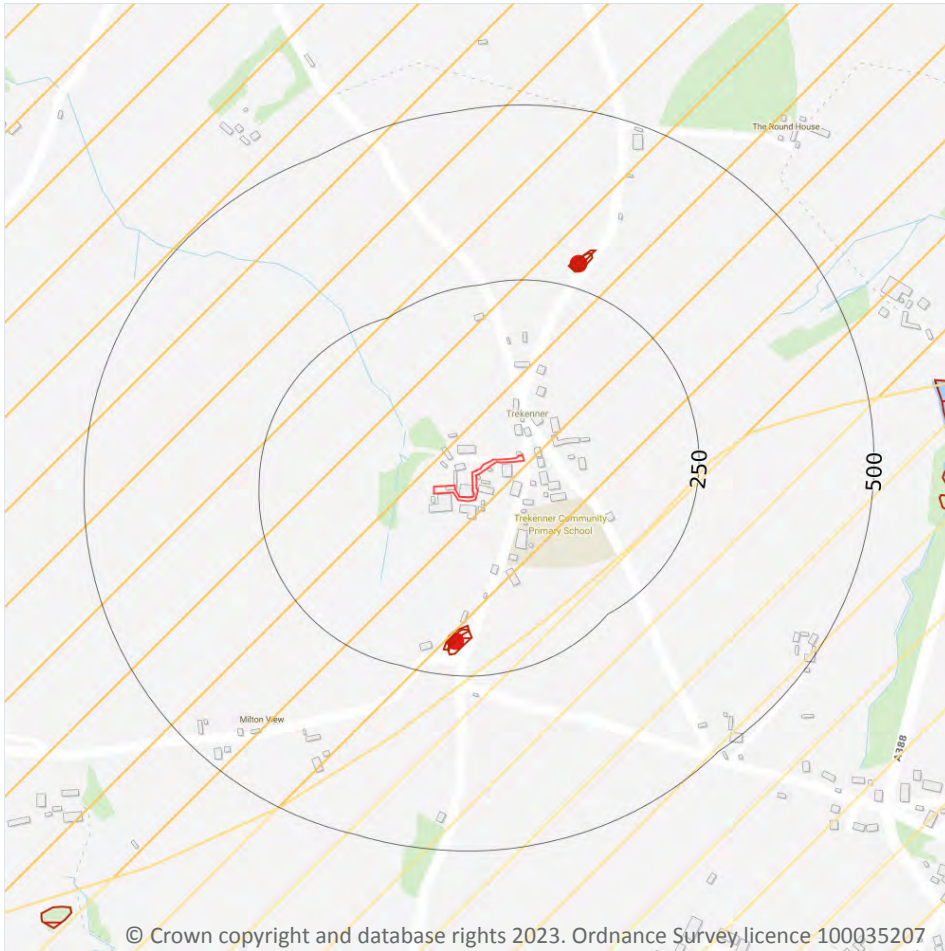 The Round House
Trekenner
250
500
Trekenner Community
Primary School
Milton View
A388
© Crown copyright and database rights 2023. Ordnance Survey licence 100035207